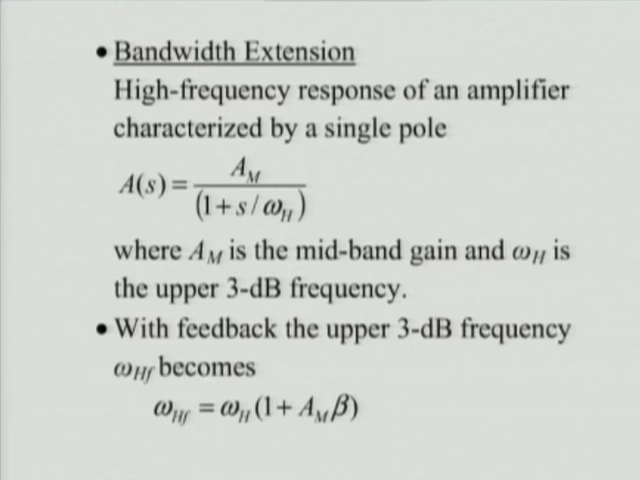 • Bandwidth Extension
High-frequency response of an amplifier
characterized by a single pole
A(s) = A_M / (1 + s / ω_H)
where A_M is the mid-band gain and ω_H is
the upper 3-dB frequency.
• With feedback the upper 3-dB frequency
ω_Hf becomes
ω_Hf = ω_H (1 + A_M β)